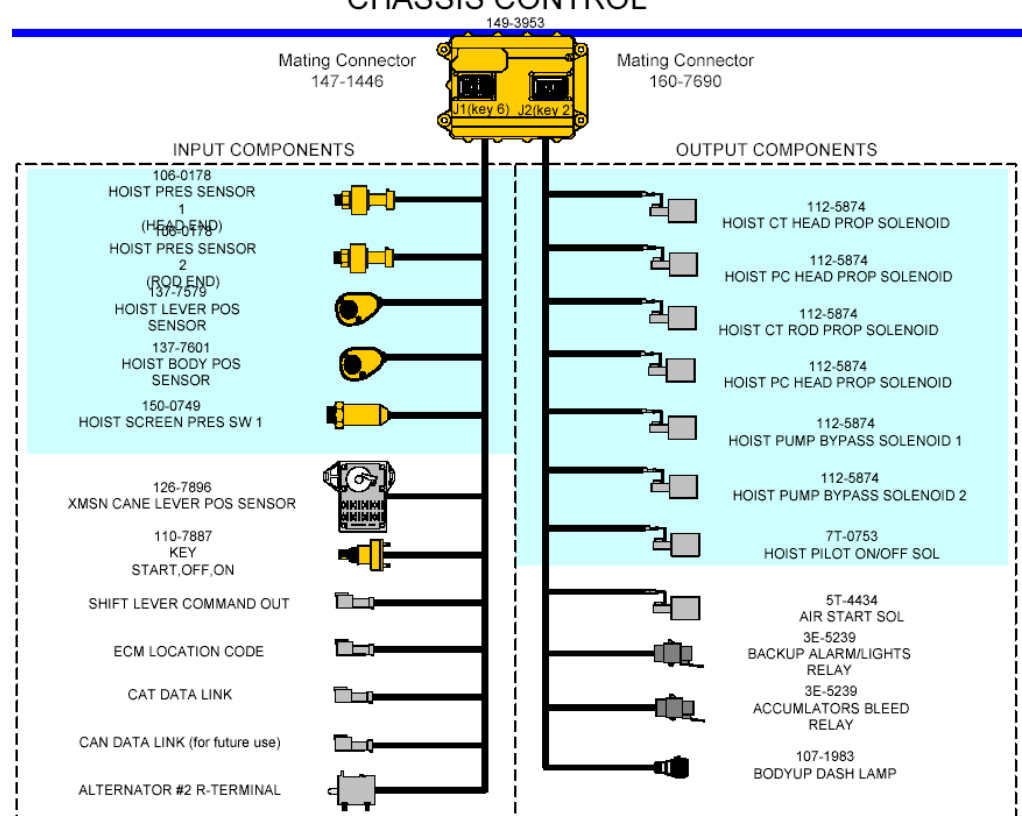 CHASSIS CONTROL
149-3953
Mating Connector
147-1446
Mating Connector
160-7690
J1(key 6)
J2(key 2)
INPUT COMPONENTS
106-0178
HOIST PRES SENSOR
1
(HEAD END)
106-0178
HOIST PRES SENSOR
2
(ROD END)
137-7579
HOIST LEVER POS
SENSOR
137-7601
HOIST BODY POS
SENSOR
150-0749
HOIST SCREEN PRES SW 1
126-7896
XMSN CANE LEVER POS SENSOR
110-7887
KEY
START,OFF,ON
SHIFT LEVER COMMAND OUT
ECM LOCATION CODE
CAT DATA LINK
CAN DATA LINK (for future use)
ALTERNATOR #2 R-TERMINAL
OUTPUT COMPONENTS
112-5874
HOIST CT HEAD PROP SOLENOID
112-5874
HOIST PC HEAD PROP SOLENOID
112-5874
HOIST CT ROD PROP SOLENOID
112-5874
HOIST PC HEAD PROP SOLENOID
112-5874
HOIST PUMP BYPASS SOLENOID 1
112-5874
HOIST PUMP BYPASS SOLENOID 2
7T-0753
HOIST PILOT ON/OFF SOL
5T-4434
AIR START SOL
3E-5239
BACKUP ALARM/LIGHTS
RELAY
3E-5239
ACCUMLATORS BLEED
RELAY
107-1983
BODYUP DASH LAMP